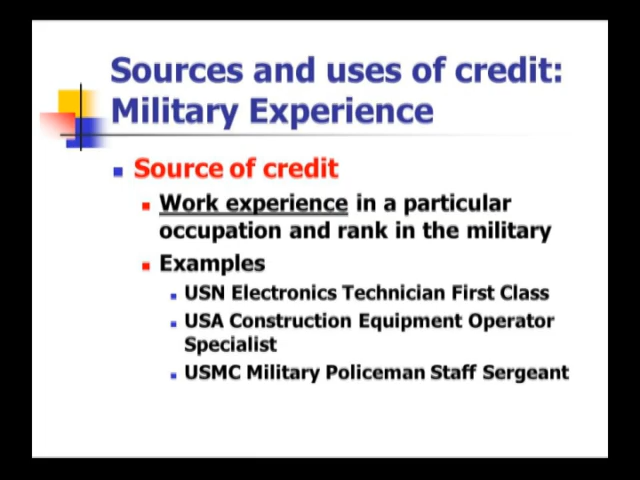 Sources and uses of credit:
Military Experience
Source of credit
Work experience in a particular
occupation and rank in the military
Examples
USN Electronics Technician First Class
USA Construction Equipment Operator
Specialist
USMC Military Policeman Staff Sergeant